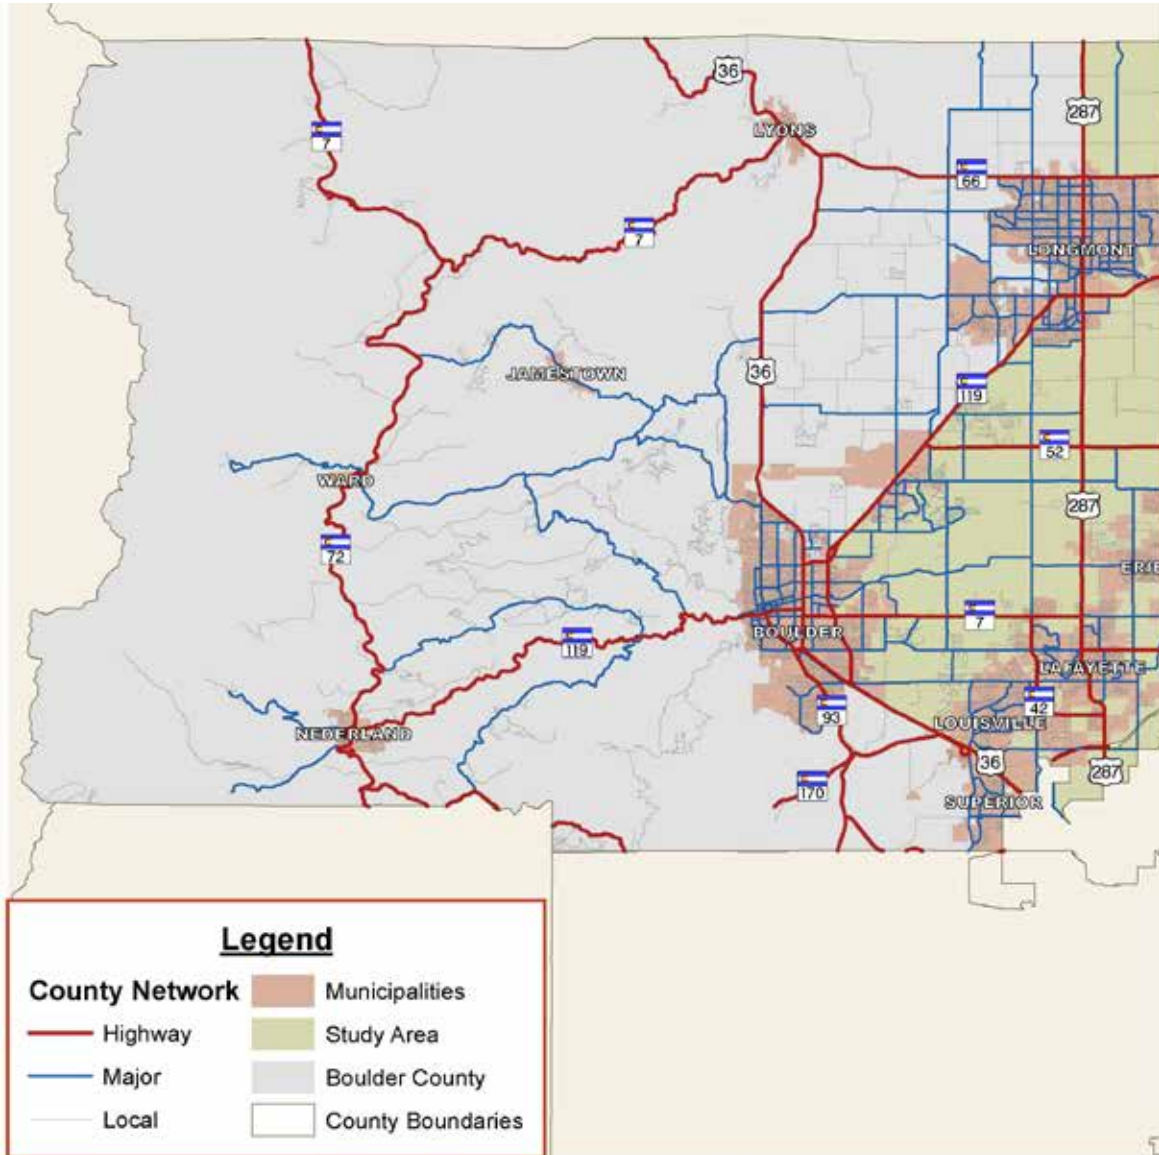 36
287
7
LYONS
66
7
LONGMONT
36
JAMESTOWN
119
52
WARD
287
72
ERIE
7
BOULDER
119
LAFAYETTE
42
93
LOUISVILLE
NEDERLAND
36
287
170
SUPERIOR
Legend
County Network
Highway
Major
Local
Municipalities
Study Area
Boulder County
County Boundaries